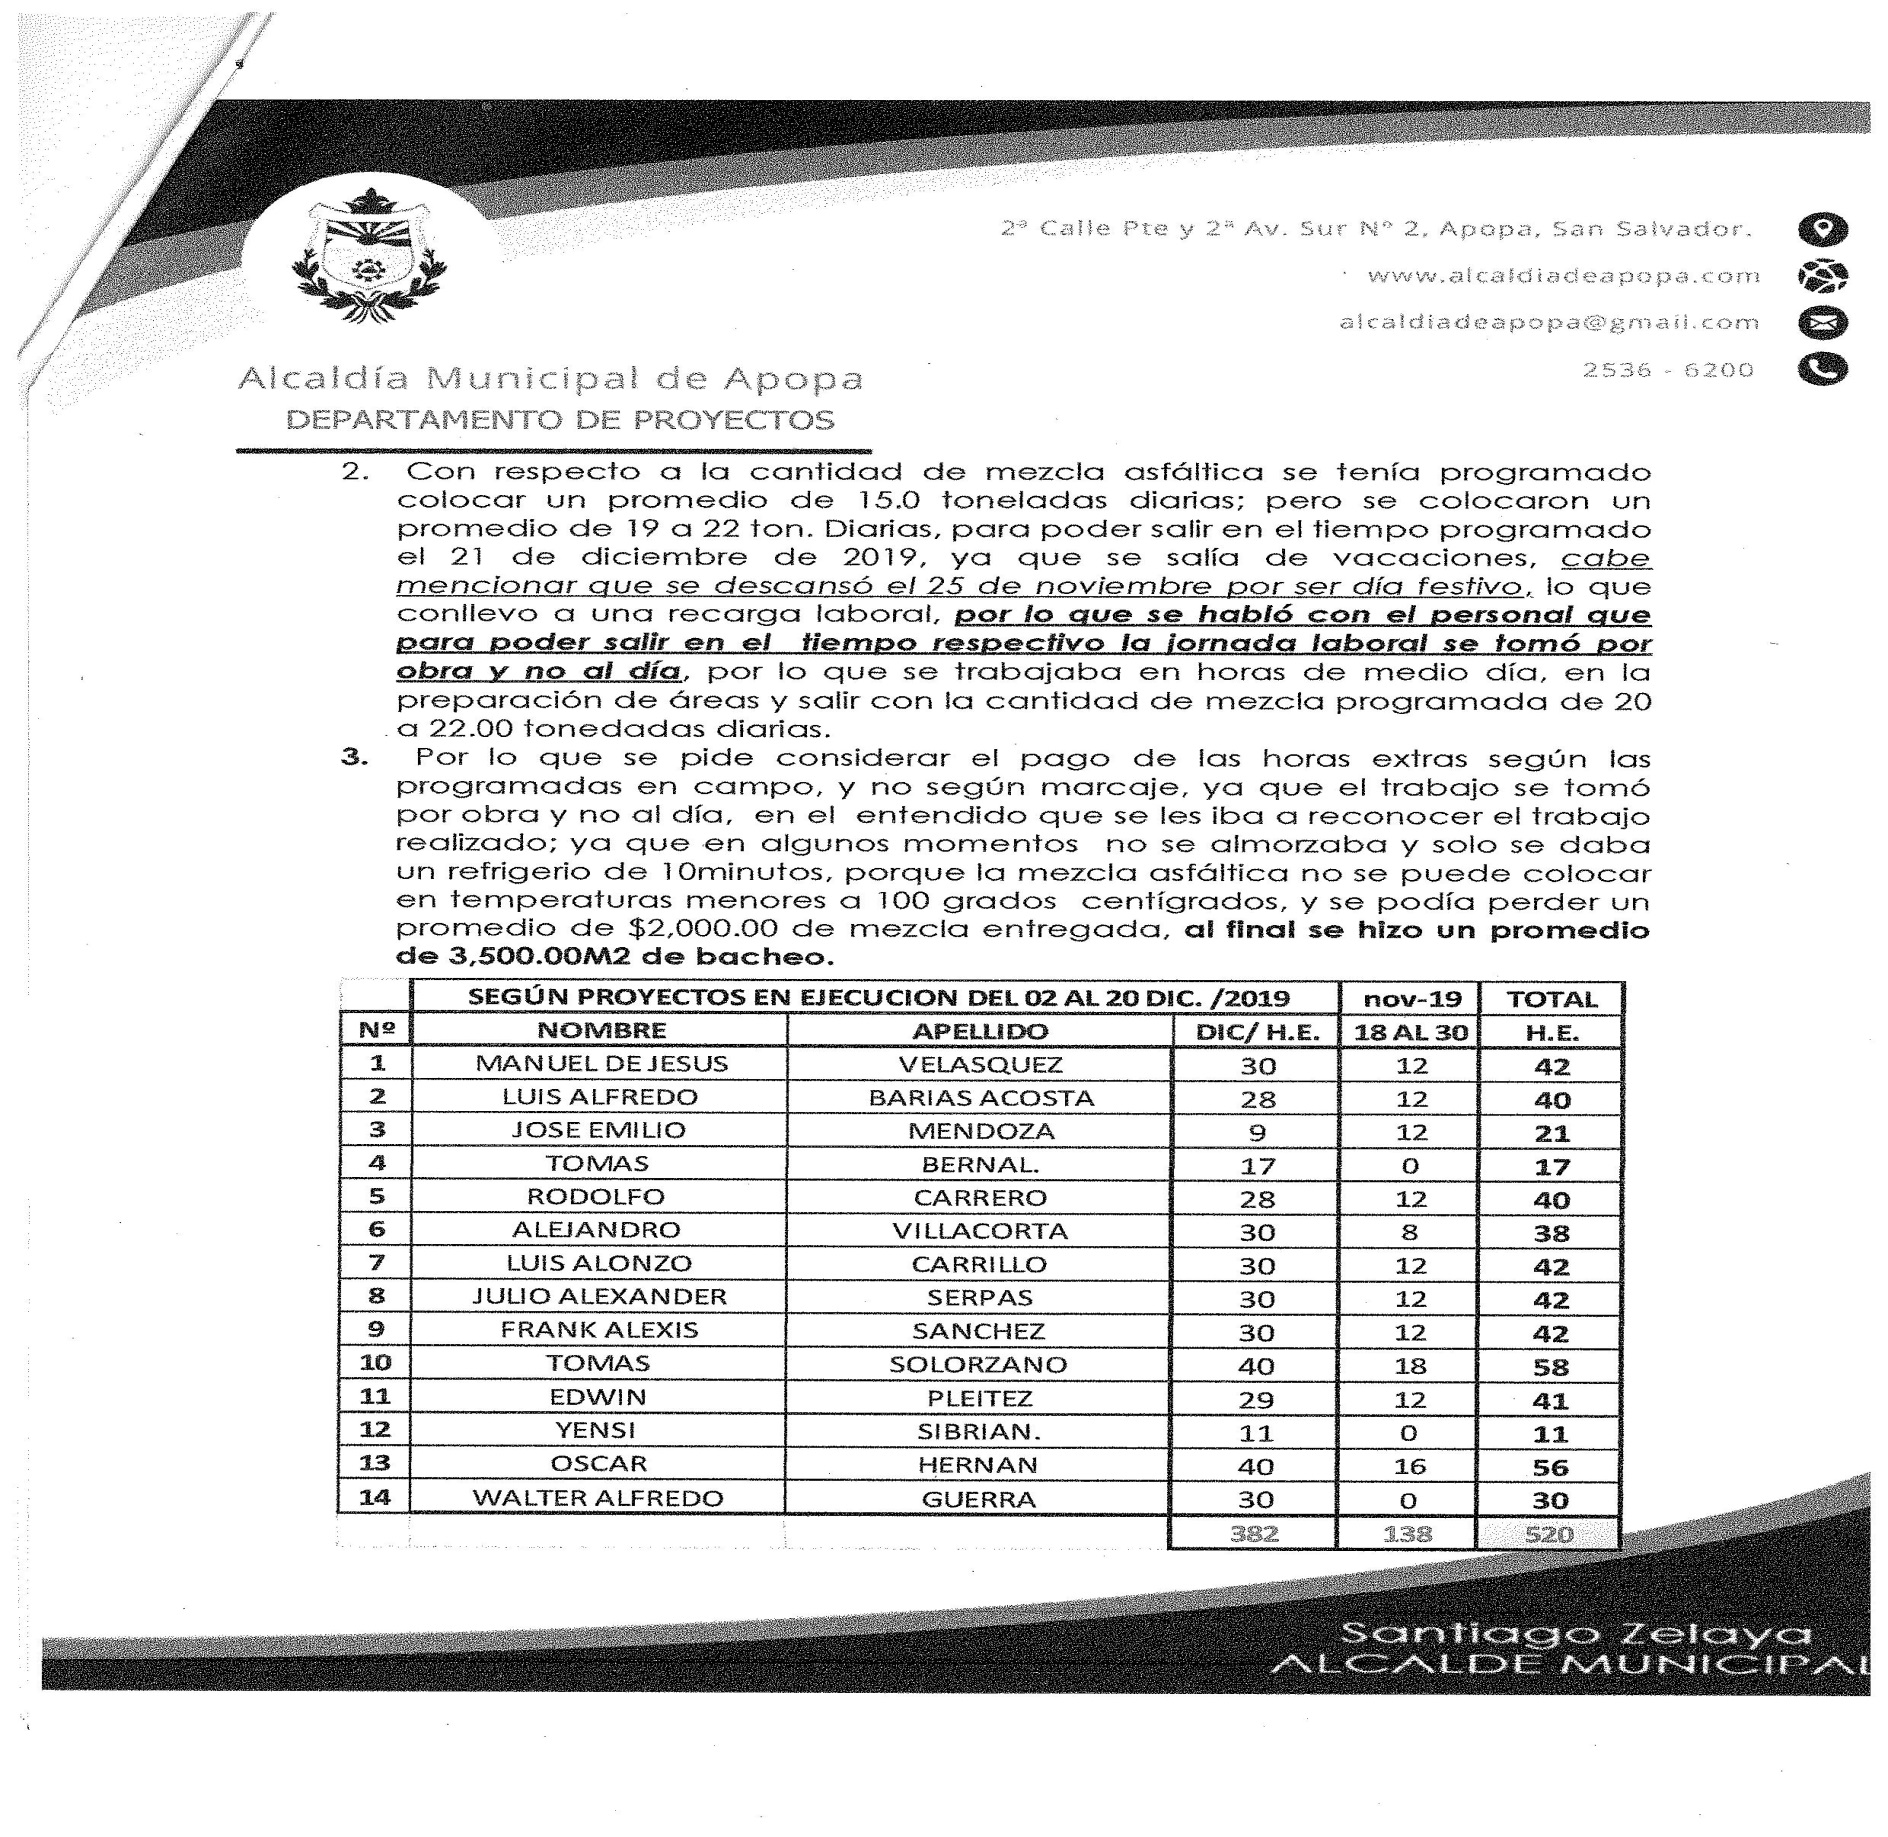 2ª Calle Pte y 2ª Av. Sur Nº 2, Apopa, San Salvador.
www.alcaldiadeapopa.com
alcaldiadeapopa@gmail.com
2536 - 6200
Alcaldía Municipal de Apopa
DEPARTAMENTO DE PROYECTOS
2. Con respecto a la cantidad de mezcla asfáltica se tenía programado
colocar un promedio de 15.0 toneladas diarias; pero se colocaron un
promedio de 19 a 22 ton. Diarias, para poder salir en el tiempo programado
el 21 de diciembre de 2019, ya que se salía de vacaciones, cabe
mencionar que se descansó el 25 de noviembre por ser día festivo, lo que
conllevo a una recarga laboral, por lo que se habló con el personal que
para poder salir en el tiempo respectivo la jornada laboral se tomó por
obra y no al día, por lo que se trabajaba en horas de medio día, en la
preparación de áreas y salir con la cantidad de mezcla programada de 20
a 22.00 tonedadas diarias.
3. Por lo que se pide considerar el pago de las horas extras según las
programadas en campo, y no según marcaje, ya que el trabajo se tomó
por obra y no al día, en el entendido que se les iba a reconocer el trabajo
realizado; ya que en algunos momentos no se almorzaba y solo se daba
un refrigerio de 10minutos, porque la mezcla asfáltica no se puede colocar
en temperaturas menores a 100 grados centígrados, y se podía perder un
promedio de $2,000.00 de mezcla entregada, al final se hizo un promedio
de 3,500.00M2 de bacheo.
SEGÚN PROYECTOS EN EJECUCION DEL 02 AL 20 DIC. /2019 nov-19 TOTAL
Nº NOMBRE APELLIDO DIC/ H.E. 18 AL 30 H.E.
1 MANUEL DE JESUS VELASQUEZ 30 12 42
2 LUIS ALFREDO BARIAS ACOSTA 28 12 40
3 JOSE EMILIO MENDOZA 9 12 21
4 TOMAS BERNAL. 17 0 17
5 RODOLFO CARRERO 28 12 40
6 ALEJANDRO VILLACORTA 30 8 38
7 LUIS ALONZO CARRILLO 30 12 42
8 JULIO ALEXANDER SERPAS 30 12 42
9 FRANK ALEXIS SANCHEZ 30 12 42
10 TOMAS SOLORZANO 40 18 58
11 EDWIN PLEITEZ 29 12 41
12 YENSI SIBRIAN. 11 0 11
13 OSCAR HERNAN 40 16 56
14 WALTER ALFREDO GUERRA 30 0 30
382 138 520
Santiago Zelaya
ALCALDE MUNICIPAL